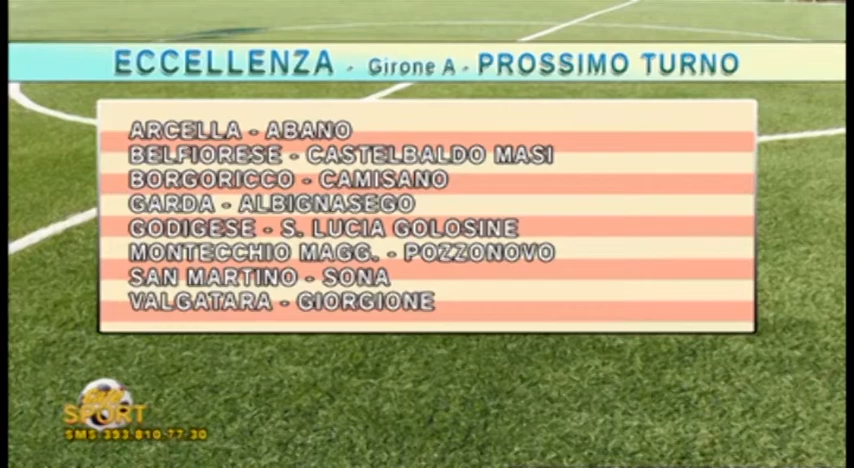 ECCELLENZA - Girone A - PROSSIMO TURNO
ARCELLA - ABANO
BELFIORESE - CASTELBALDO MASI
BORGORICCO - CAMISANO
GARDA - ALBIGNASEGO
GODIGESE - S. LUCIA GOLOSINE
MONTECCHIO MAGG. - POZZONOVO
SAN MARTINO - SONA
VALGATARA - GIORGIONE
SPORT
SMS 393.810 77 30